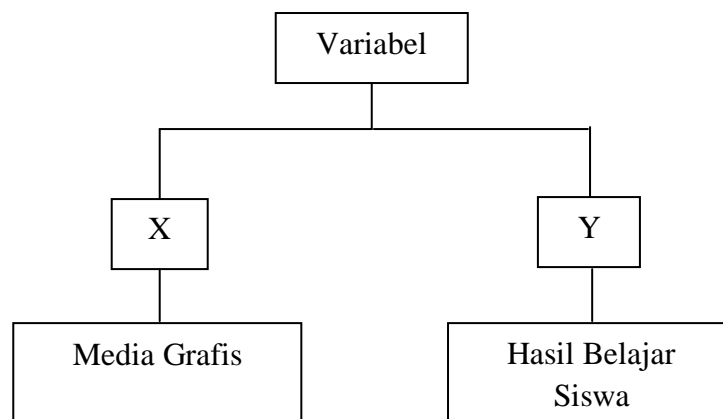 Variabel
X
Y
Media Grafis
Hasil Belajar
Siswa